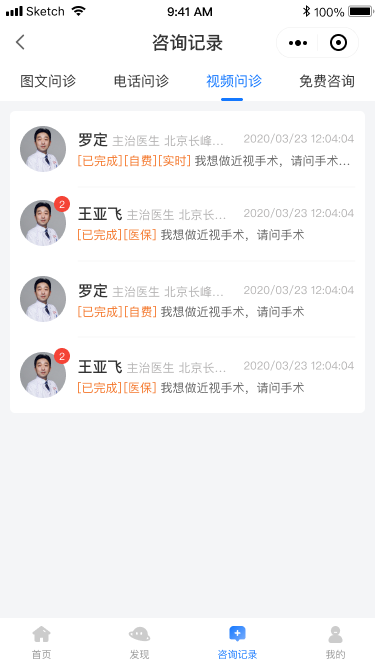 Sketch 9:41 AM 100%
咨询记录
图文问诊 电话问诊 视频问诊 免费咨询
罗定 主治医生 北京长峰... 2020/03/23 12:04:04
[已完成][自费][实时] 我想做近视手术，请问手术...
2
王亚飞 主治医生 北京长... 2020/03/23 12:04:04
[已完成][医保] 我想做近视手术，请问手术
罗定 主治医生 北京长峰... 2020/03/23 12:04:04
[已完成][自费] 我想做近视手术，请问手术
2
王亚飞 主治医生 北京长... 2020/03/23 12:04:04
[已完成][医保] 我想做近视手术，请问手术
首页 发现 咨询记录 我的